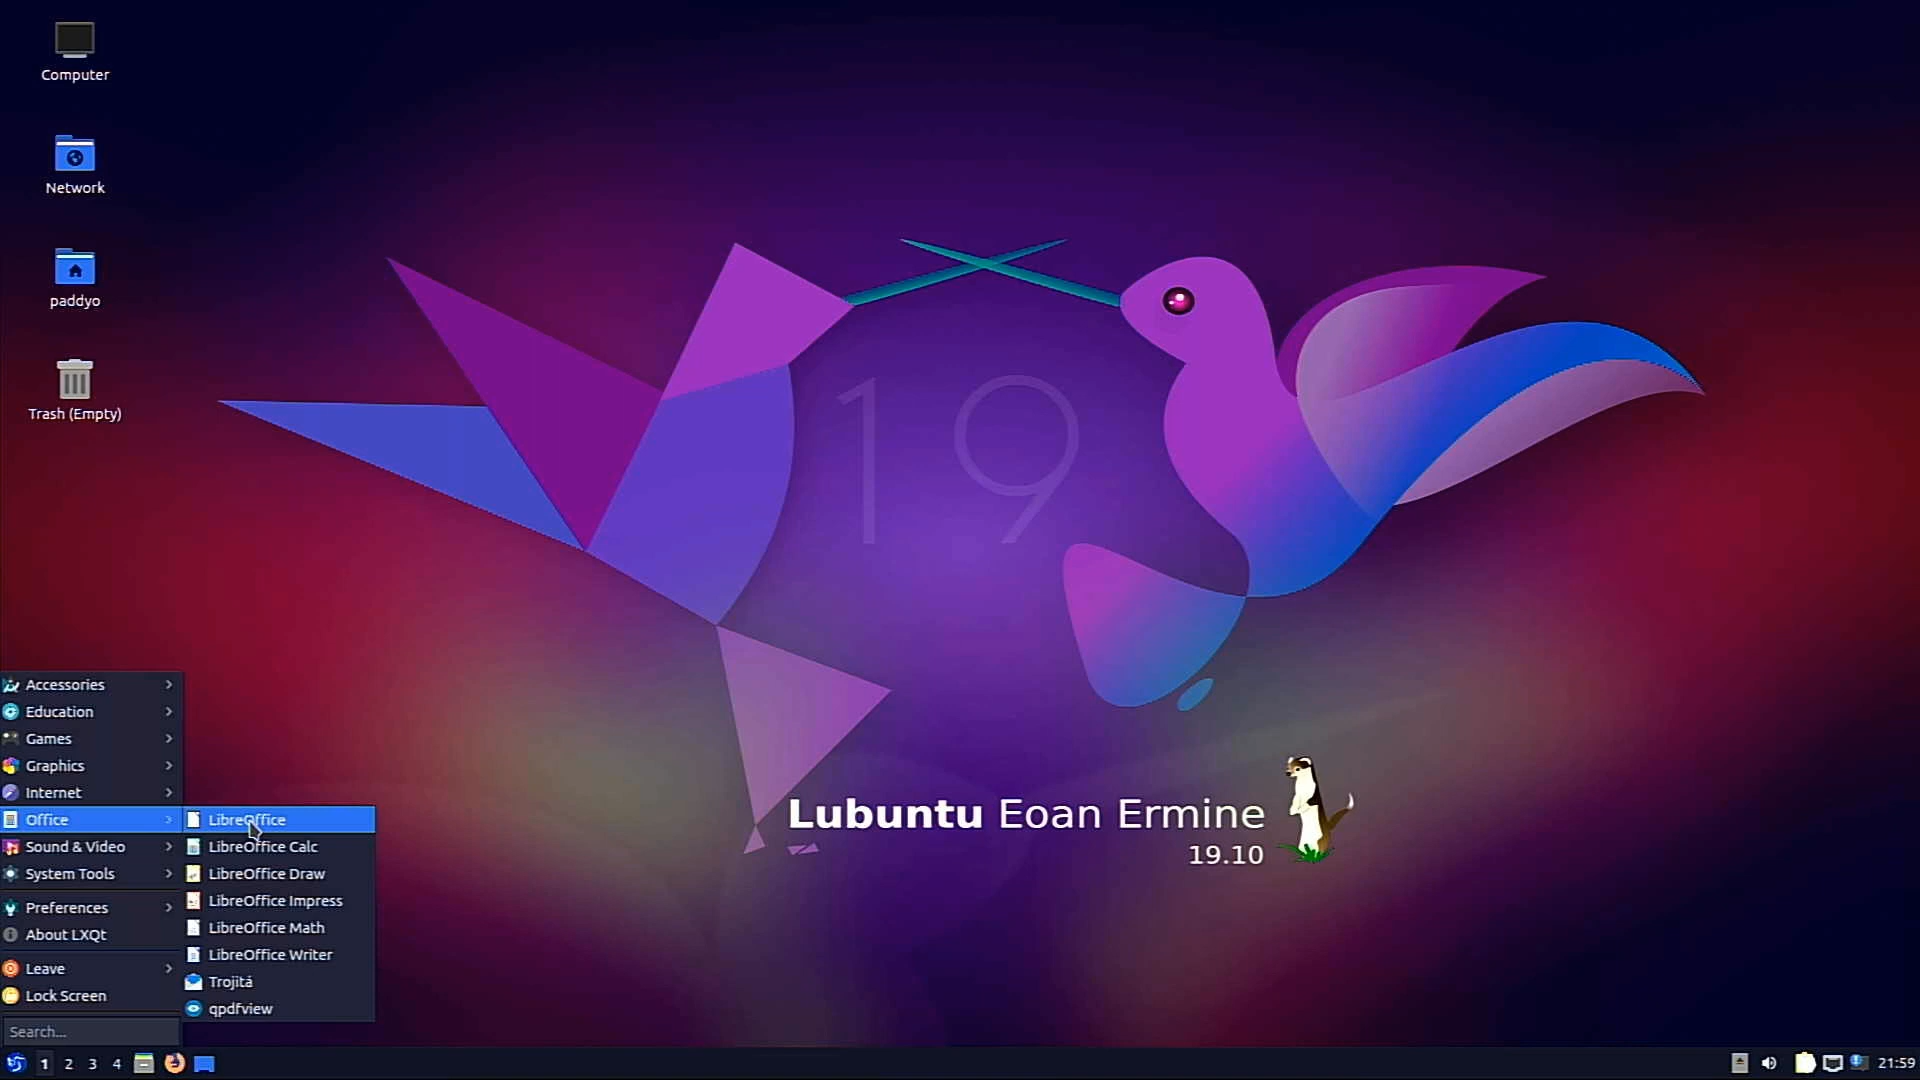 Computer
Network
paddyo
Trash (Empty)
19
Lubuntu Eoan Ermine
19.10
Accessories
Education
Games
Graphics
Internet
Office
Sound & Video
System Tools
Preferences
About LXQt
Leave
Lock Screen
Search...
LibreOffice
LibreOffice Calc
LibreOffice Draw
LibreOffice Impress
LibreOffice Math
LibreOffice Writer
Trojitá
qpdfview
1 2 3 4
21:59